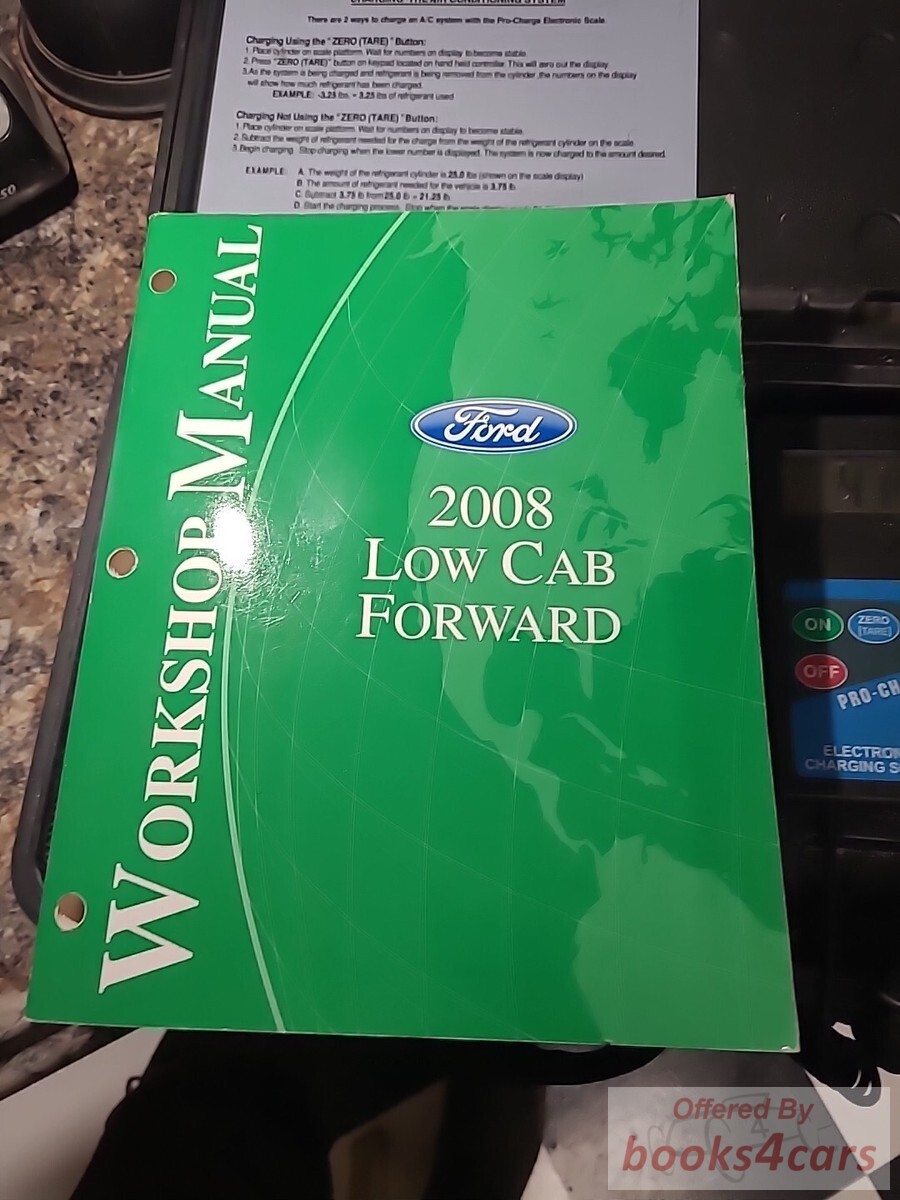 CHARGING THE AIR CONDITIONING SYSTEM
There are 2 ways to charge an A/C system with the Pro-Charge Electronic Scale.
Charging Using the "ZERO (TARE)" Button:
1. Place cylinder on scale platform. Wait for numbers on display to become stable.
2. Press "ZERO (TARE)" button on keypad located on hand held controller. This will zero out the display.
3. As the system is being charged and refrigerant is being removed from the cylinder, the numbers on the display
will show how much refrigerant has been charged.
EXAMPLE: -3.25 lbs. = 3.25 lbs of refrigerant used
Charging Not Using the "ZERO (TARE)" Button:
1. Place cylinder on scale platform. Wait for numbers on display to become stable.
2. Subtract the weight of refrigerant needed for the charge from the weight of the refrigerant cylinder on the scale.
3. Begin charging. Stop charging when the lower number is displayed. The system is now charged to the amount desired.
EXAMPLE: A. The weight of the refrigerant cylinder is 25.0 lbs (shown on the scale display)
B. The amount of refrigerant needed for the vehicle is 3.75 lb.
C. Subtract 3.75 lb from 25.0 lb = 21.25 lb.
D. Start the charging process. Stop when the scale
50
WORKSHOP MANUAL
Ford
2008
LOW CAB
FORWARD
ON
ZERO
(TARE)
OFF
PRO-CH
ELECTRON
CHARGING S
Offered By
books4cars